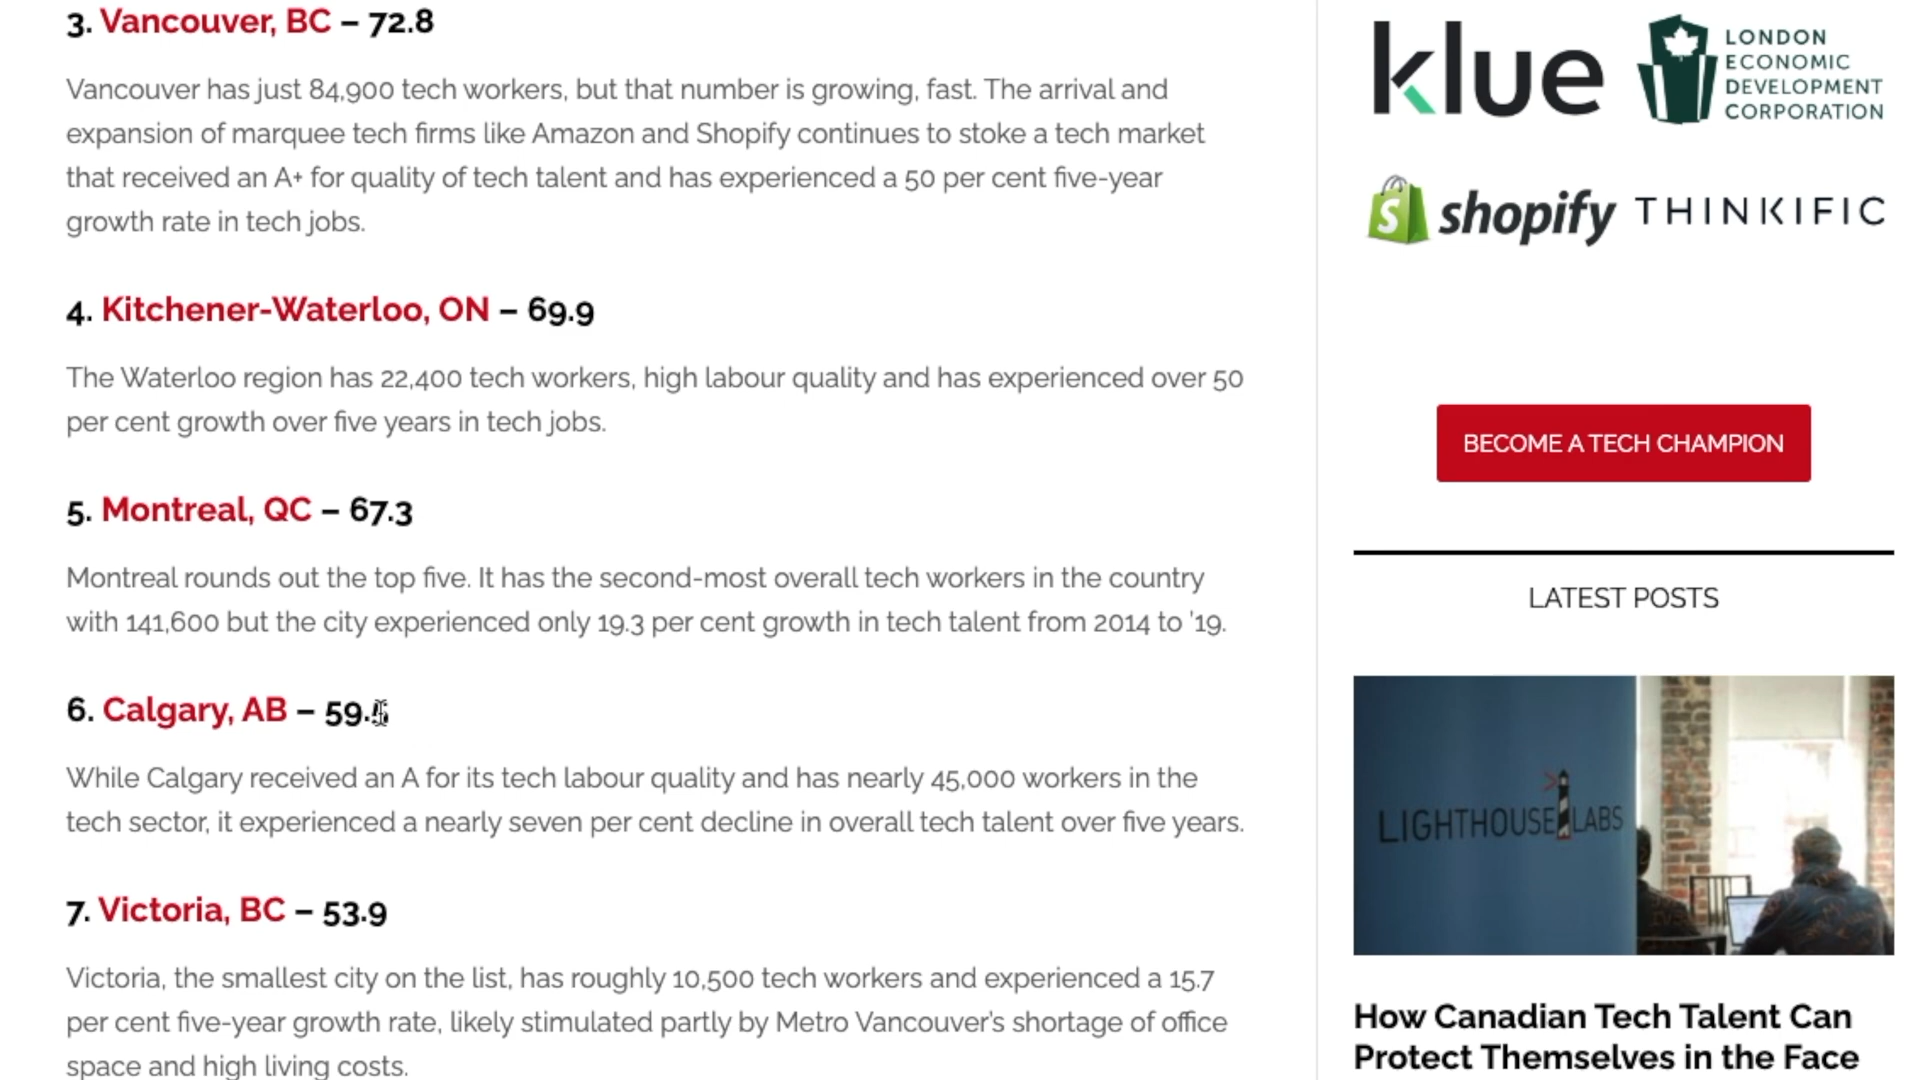 3. Vancouver, BC – 72.8
Vancouver has just 84,900 tech workers, but that number is growing, fast. The arrival and
expansion of marquee tech firms like Amazon and Shopify continues to stoke a tech market
that received an A+ for quality of tech talent and has experienced a 50 per cent five-year
growth rate in tech jobs.
4. Kitchener-Waterloo, ON – 69.9
The Waterloo region has 22,400 tech workers, high labour quality and has experienced over 50
per cent growth over five years in tech jobs.
5. Montreal, QC – 67.3
Montreal rounds out the top five. It has the second-most overall tech workers in the country
with 141,600 but the city experienced only 19.3 per cent growth in tech talent from 2014 to '19.
6. Calgary, AB –
While Calgary received an A for its tech labour quality and has nearly 45,000 workers in the
tech sector, it experienced a nearly seven per cent decline in overall tech talent over five years.
7. Victoria, BC – 53.9
Victoria, the smallest city on the list, has roughly 10,500 tech workers and experienced a 15.7
per cent five-year growth rate, likely stimulated partly by Metro Vancouver's shortage of office
space and high living costs.
klue
LONDON
ECONOMIC
DEVELOPMENT
CORPORATION
shopify
THINKIFIC
BECOME A TECH CHAMPION
LATEST POSTS
LIGHTHOUSE LABS
How Canadian Tech Talent Can
Protect Themselves in the Face